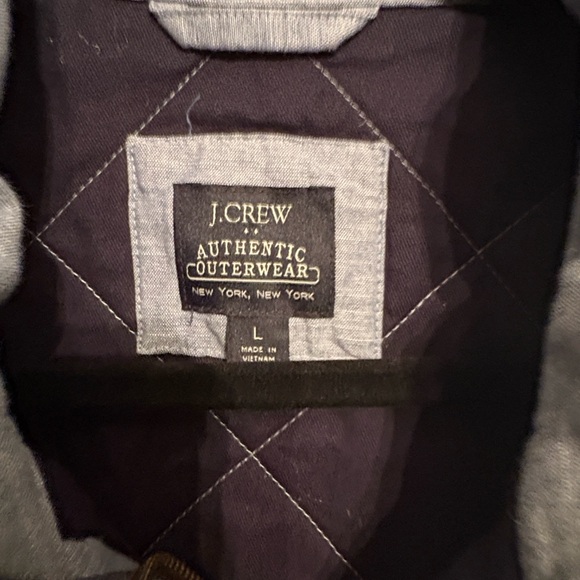 J.CREW
AUTHENTIC
OUTERWEAR
NEW YORK, NEW YORK
L
MADE IN
VIETNAM